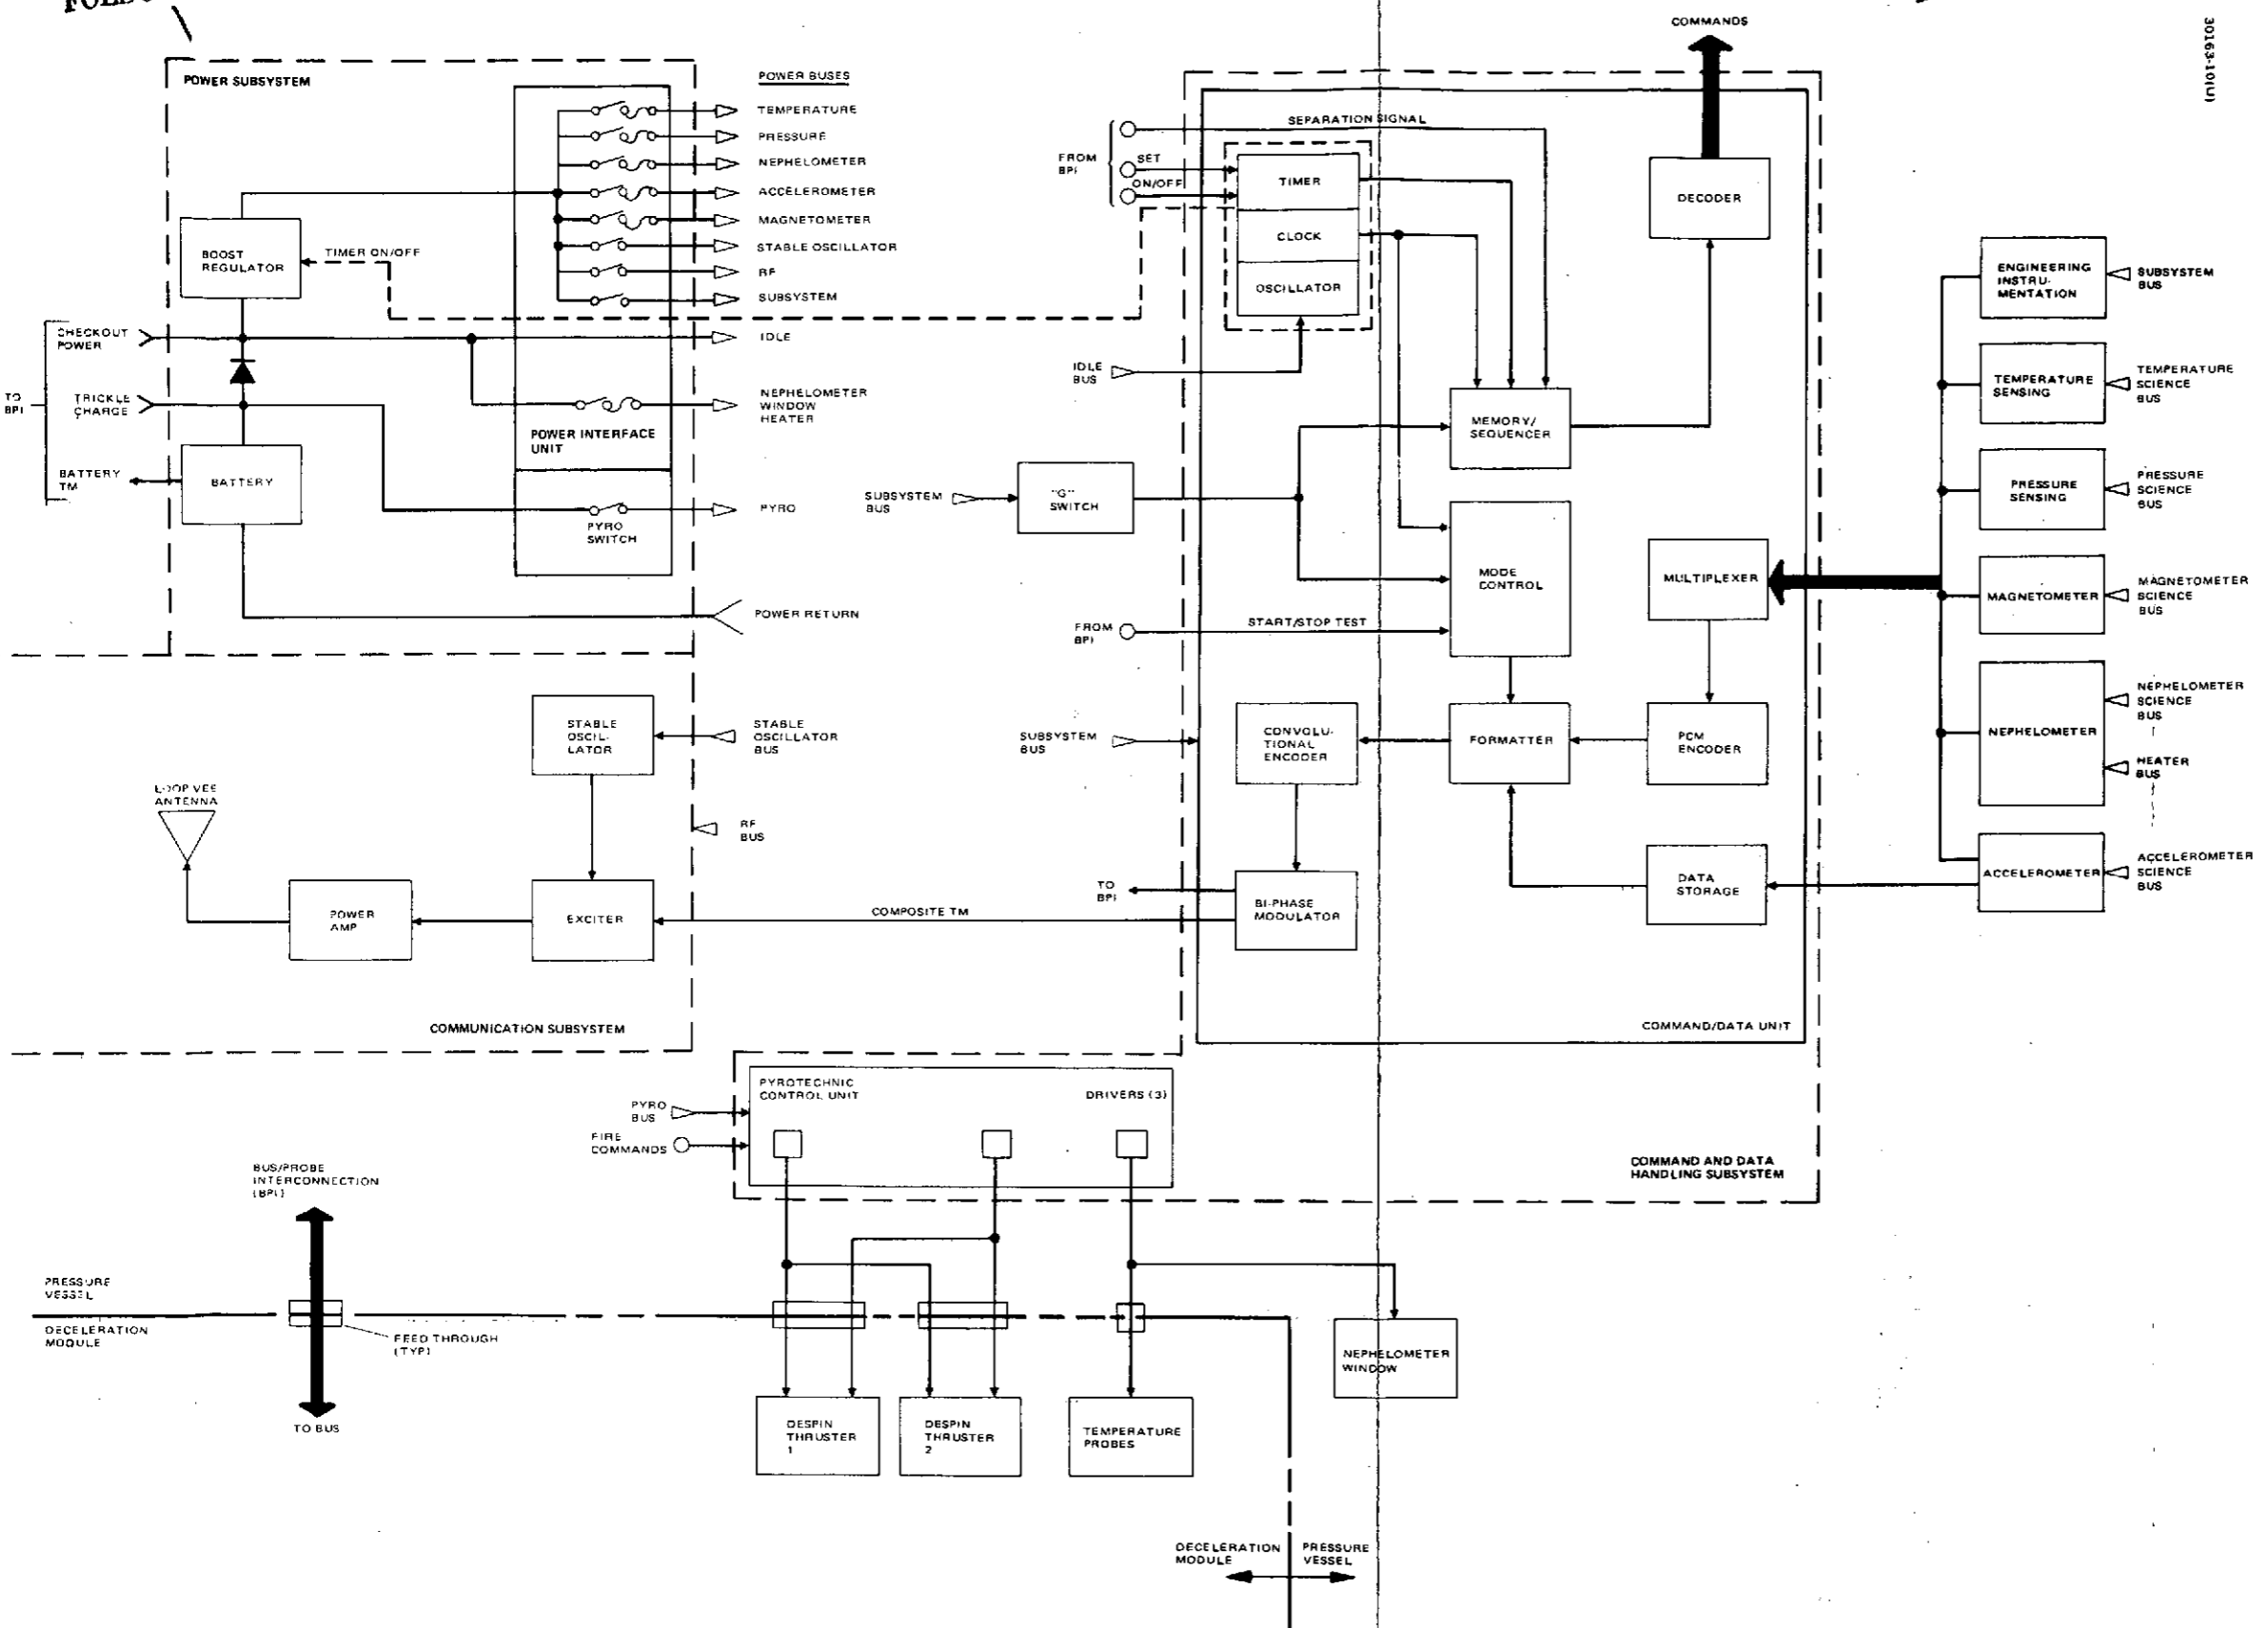 COMMANDS
30163-10(U)
POWER SUBSYSTEM
POWER BUSES
TEMPERATURE
PRESSURE
NEPHELOMETER
ACCELEROMETER
MAGNETOMETER
STABLE OSCILLATOR
RF
SUBSYSTEM
IDLE
NEPHELOMETER
WINDOW
HEATER
PYRO
POWER RETURN
BOOST
REGULATOR
TIMER ON/OFF
CHECKOUT
POWER
TO
BPI
TRICKLE
CHARGE
BATTERY
TM
BATTERY
POWER INTERFACE
UNIT
PYRO
SWITCH
FROM
BPI
SEPARATION SIGNAL
SET
ON/OFF
TIMER
CLOCK
OSCILLATOR
IDLE
BUS
DECODER
MEMORY/
SEQUENCER
SUBSYSTEM
BUS
"G"
SWITCH
MODE
CONTROL
MULTIPLEXER
FROM
BPI
START/STOP TEST
SUBSYSTEM
BUS
CONVOLU-
TIONAL
ENCODER
FORMATTER
PCM
ENCODER
DATA
STORAGE
TO
BPI
BI-PHASE
MODULATOR
COMMAND/DATA UNIT
ENGINEERING
INSTRU-
MENTATION
SUBSYSTEM
BUS
TEMPERATURE
SENSING
TEMPERATURE
SCIENCE
BUS
PRESSURE
SENSING
PRESSURE
SCIENCE
BUS
MAGNETOMETER
MAGNETOMETER
SCIENCE
BUS
NEPHELOMETER
NEPHELOMETER
SCIENCE
BUS
HEATER
BUS
ACCELEROMETER
ACCELEROMETER
SCIENCE
BUS
STABLE
OSCIL-
LATOR
STABLE
OSCILLATOR
BUS
LOOP VEE
ANTENNA
RF
BUS
POWER
AMP
EXCITER
COMPOSITE TM
COMMUNICATION SUBSYSTEM
PYROTECHNIC
CONTROL UNIT
DRIVERS (3)
PYRO
BUS
FIRE
COMMANDS
COMMAND AND DATA
HANDLING SUBSYSTEM
BUS/PROBE
INTERCONNECTION
(BPI)
PRESSURE
VESSEL
DECELERATION
MODULE
FEED THROUGH
(TYP)
TO BUS
DESPIN
THRUSTER
1
DESPIN
THRUSTER
2
TEMPERATURE
PROBES
NEPHELOMETER
WINDOW
DECELERATION
MODULE
PRESSURE
VESSEL